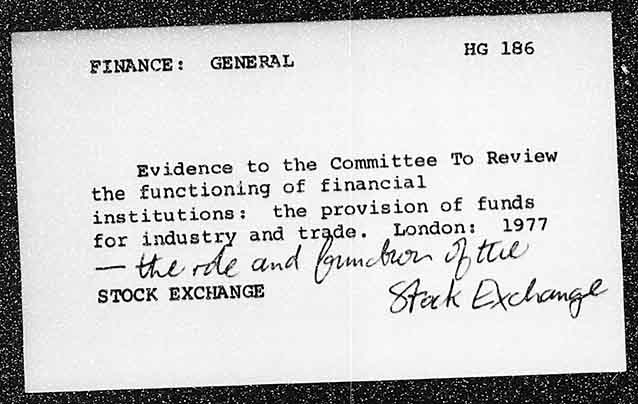 FINANCE: GENERAL
HG 186
Evidence to the Committee To Review
the functioning of financial
institutions: the provision of funds
for industry and trade. London: 1977
— the role and function of the
Stock Exchange
STOCK EXCHANGE